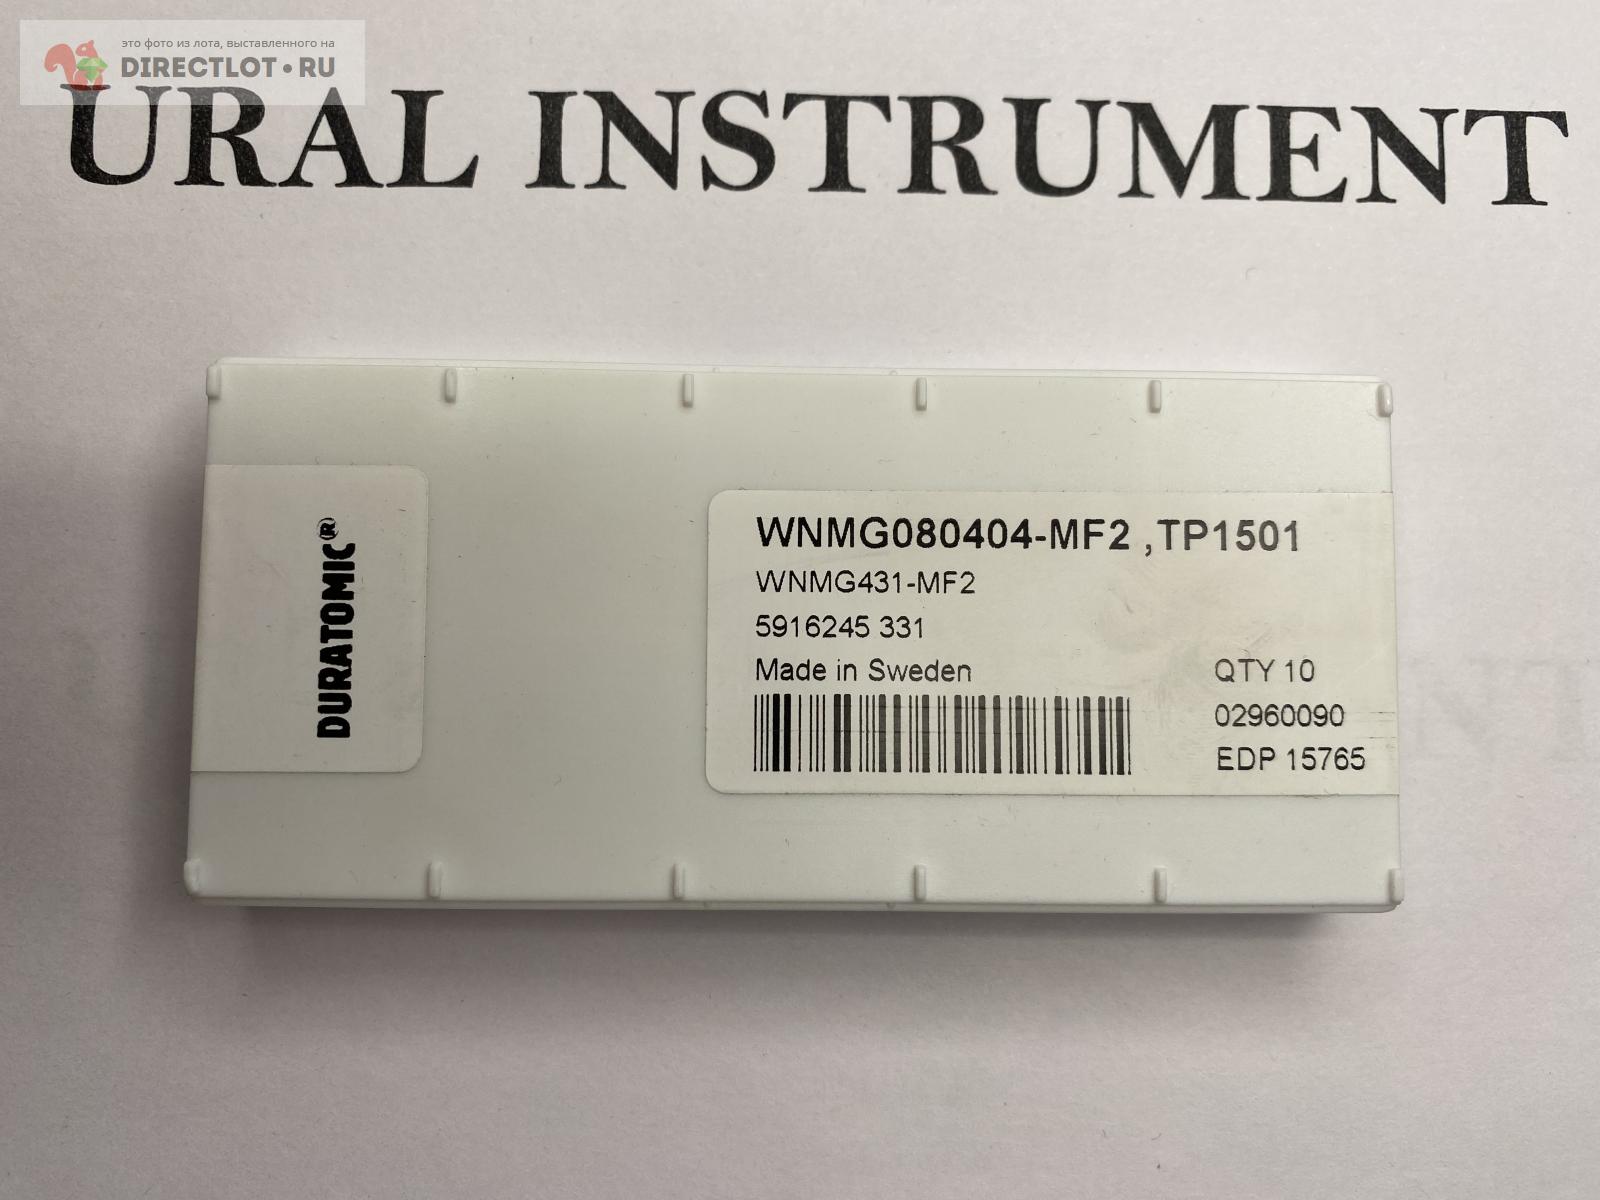 это фото из лота, выставленного на
DIRECTLOT•RU
URAL INSTRUMENT
DURATOMIC®
WNMG080404-MF2 ,TP1501
WNMG431-MF2
5916245 331
Made in Sweden
QTY 10
02960090
EDP 15765